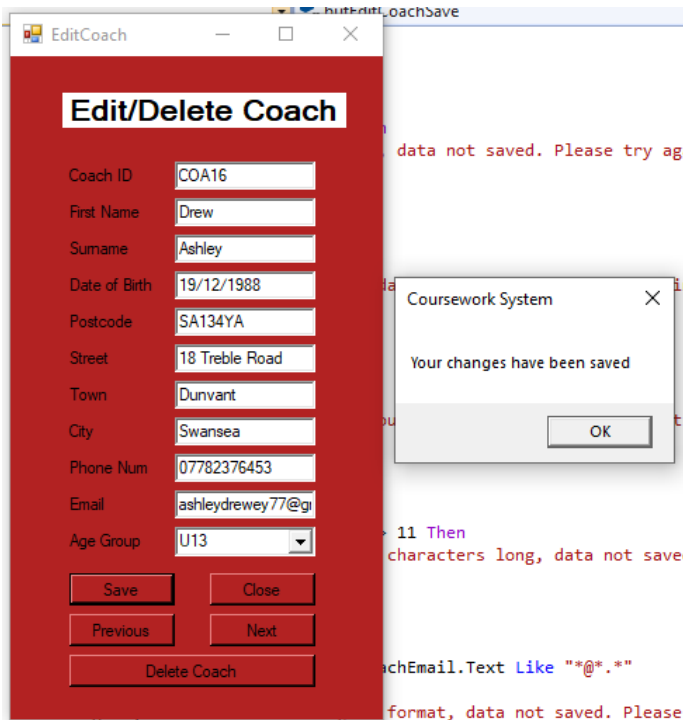 butEditCoachSave
EditCoach
Edit/Delete Coach
Coach ID COA16
First Name Drew
Surname Ashley
Date of Birth 19/12/1988
Postcode SA134YA
Street 18 Treble Road
Town Dunvant
City Swansea
Phone Num 07782376453
Email ashleydrewey77@g
Age Group U13
Save Close
Previous Next
Delete Coach
Coursework System
Your changes have been saved
OK
, data not saved. Please try ag
> 11 Then
characters long, data not save
achEmail.Text Like "*@*.*"
format, data not saved. Please